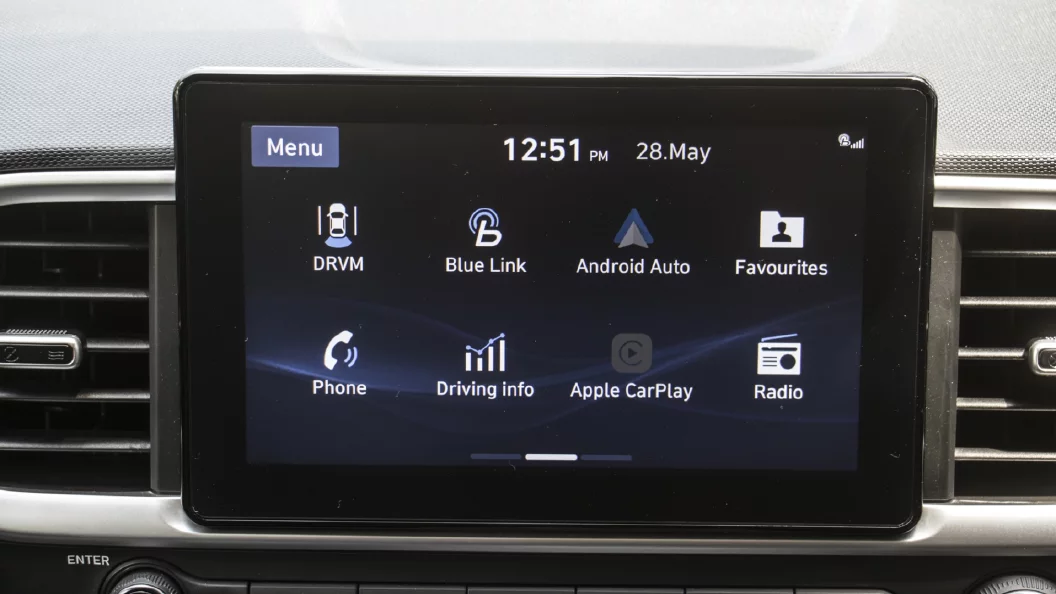 Menu 12:51 PM 28.May
DRVM Blue Link Android Auto Favourites
Phone Driving info Apple CarPlay Radio
ENTER